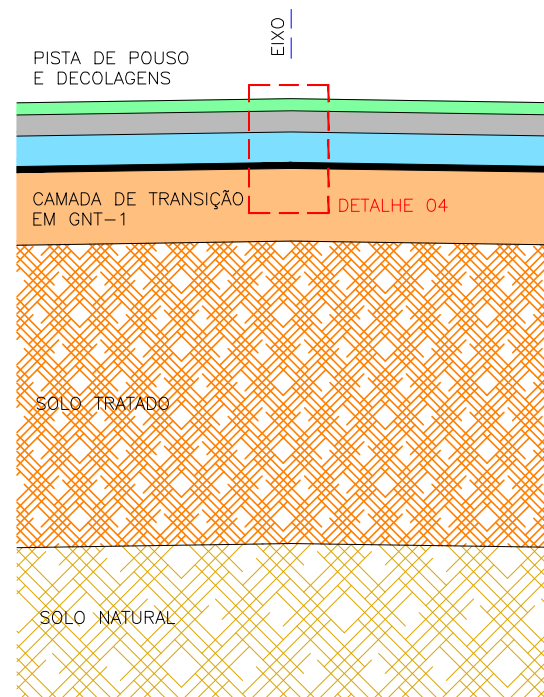 EIXO
PISTA DE POUSO
E DECOLAGENS
CAMADA DE TRANSIÇÃO
EM GNT-1
DETALHE 04
SOLO TRATADO
SOLO NATURAL